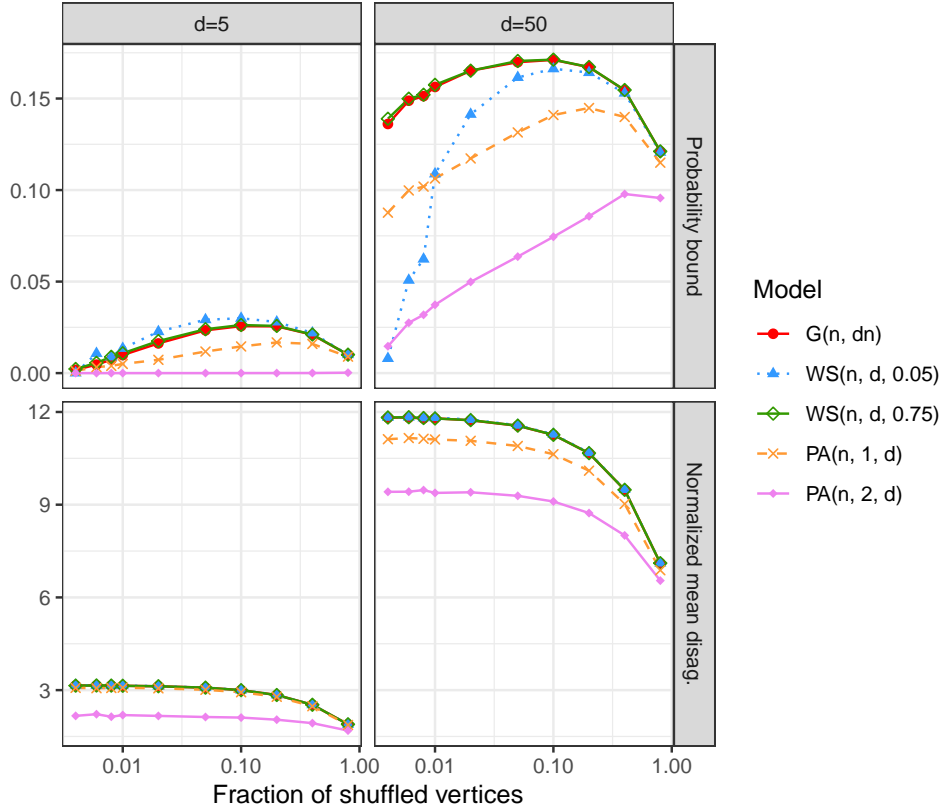 d=5
d=50
0.15
0.10
0.05
0.00
Probability bound
12
9
6
3
Normalized mean disag.
0.01
0.10
1.00
0.01
0.10
1.00
Fraction of shuffled vertices
Model
G(n, dn)
WS(n, d, 0.05)
WS(n, d, 0.75)
PA(n, 1, d)
PA(n, 2, d)